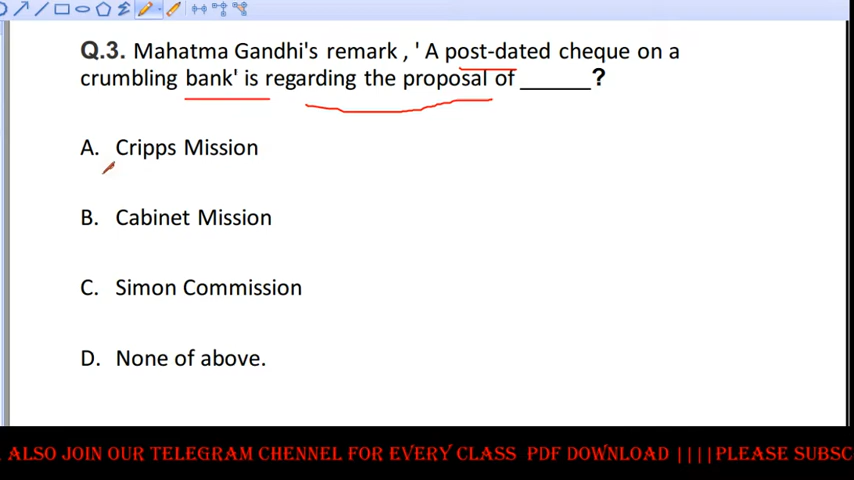 Q.3. Mahatma Gandhi's remark , ' A post-dated cheque on a
crumbling bank' is regarding the proposal of ______?
A. Cripps Mission
B. Cabinet Mission
C. Simon Commission
D. None of above.
ALSO JOIN OUR TELEGRAM CHENNEL FOR EVERY CLASS PDF DOWNLOAD ||||PLEASE SUBSC